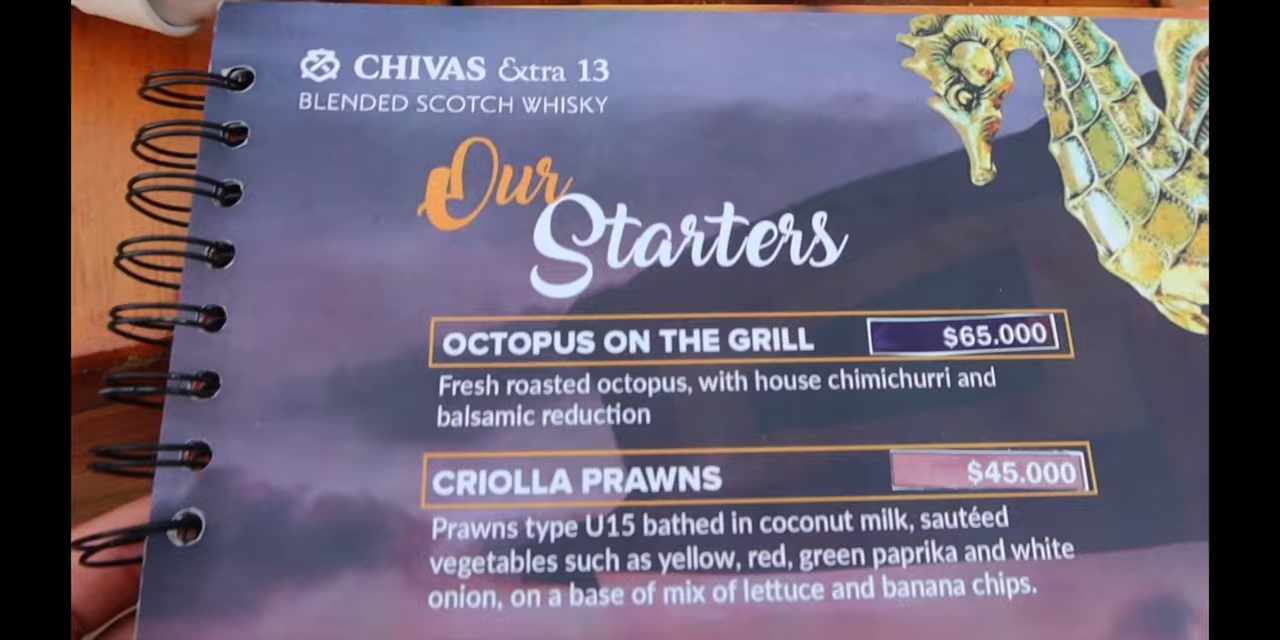 CHIVAS Extra 13
BLENDED SCOTCH WHISKY
Our
Starters
OCTOPUS ON THE GRILL $65.000
Fresh roasted octopus, with house chimichurri and
balsamic reduction
CRIOLLA PRAWNS $45.000
Prawns type U15 bathed in coconut milk, sautéed
vegetables such as yellow, red, green paprika and white
onion, on a base of mix of lettuce and banana chips.